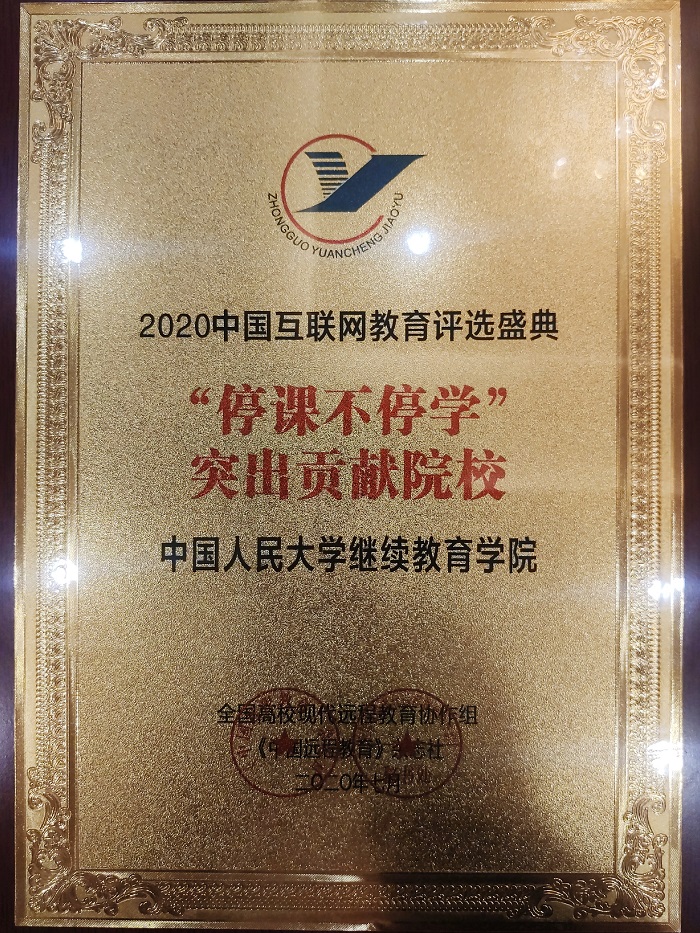 ZHONGGUO YUANCHENG JIAOYU
2020中国互联网教育评选盛典
“停课不停学”
突出贡献院校
中国人民大学继续教育学院
全国高校现代远程教育协作组
《中国远程教育》杂志社
二〇二〇年七月